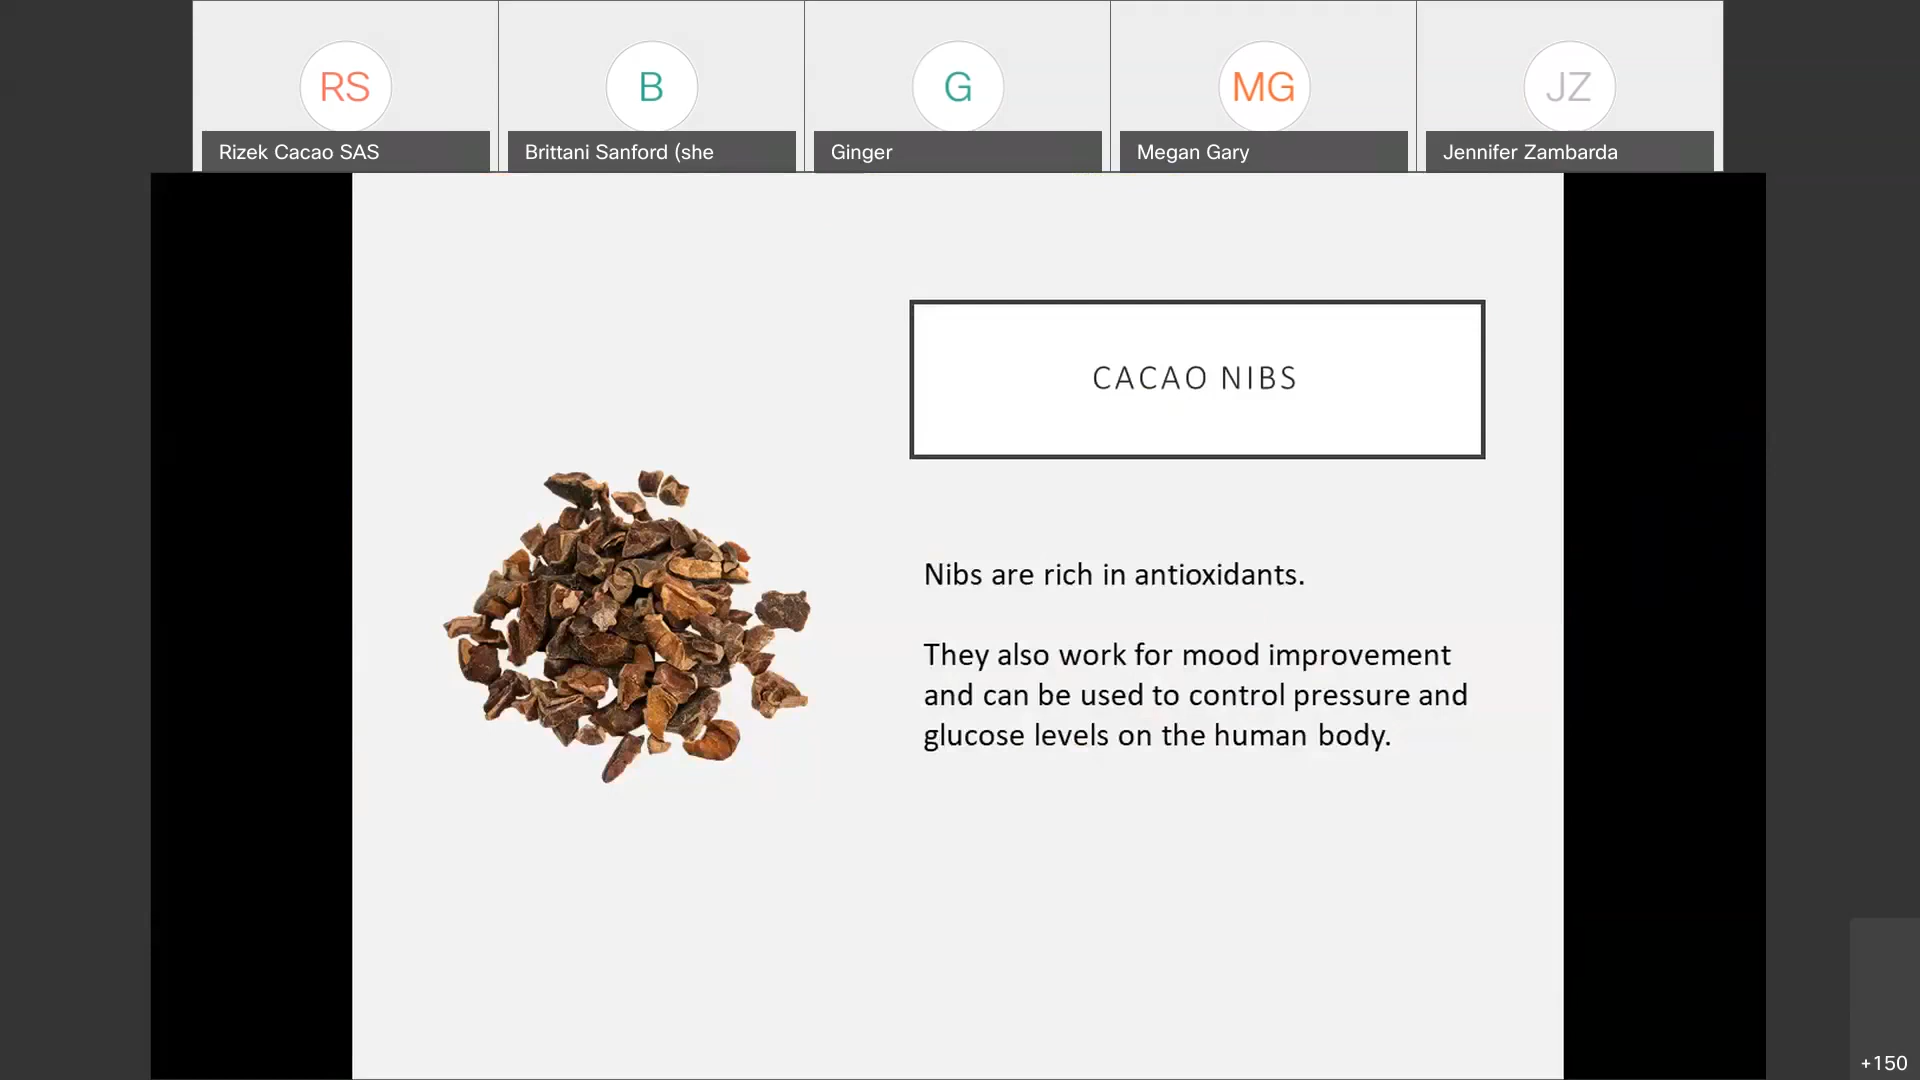 RS
B
G
MG
JZ
Rizek Cacao SAS
Brittani Sanford (she
Ginger
Megan Gary
Jennifer Zambarda
CACAO NIBS
Nibs are rich in antioxidants.
They also work for mood improvement
and can be used to control pressure and
glucose levels on the human body.
+150